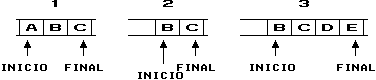 1 2 3
A B C B C B C D E
INICIO FINAL INICIO FINAL INICIO FINAL